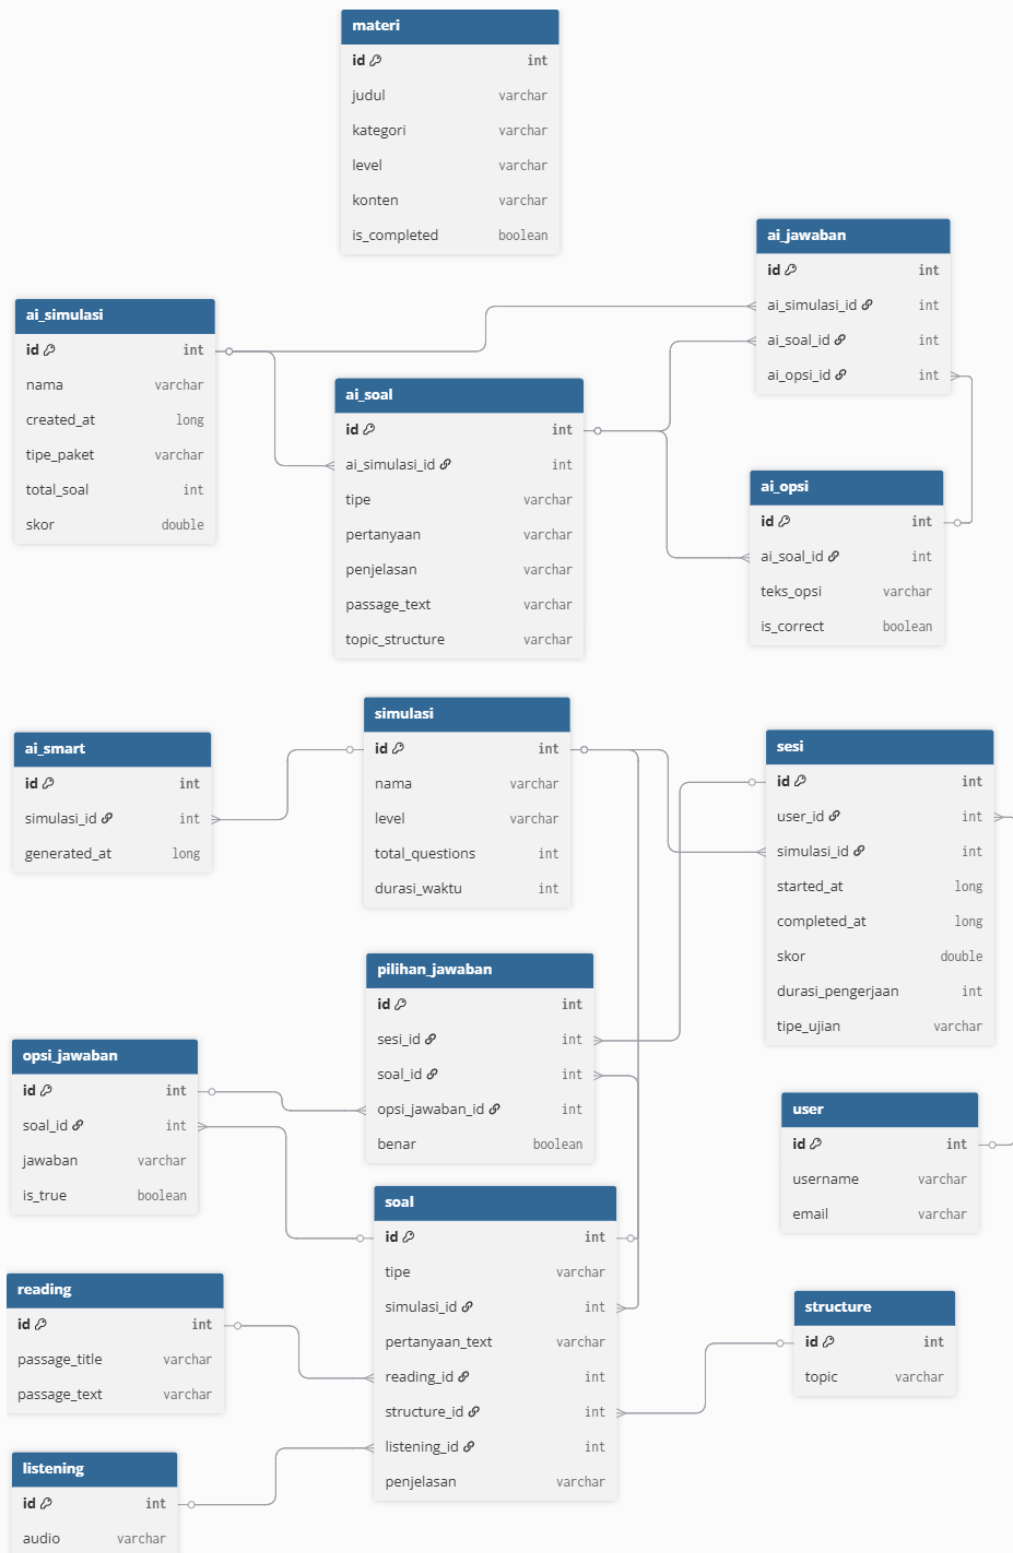 materi
id int
judul varchar
kategori varchar
level varchar
konten varchar
is_completed boolean
ai_jawaban
id int
ai_simulasi_id int
ai_soal_id int
ai_opsi_id int
ai_simulasi
id int
nama varchar
created_at long
tipe_paket varchar
total_soal int
skor double
ai_soal
id int
ai_simulasi_id int
tipe varchar
pertanyaan varchar
penjelasan varchar
passage_text varchar
topic_structure varchar
ai_opsi
id int
ai_soal_id int
teks_opsi varchar
is_correct boolean
simulasi
id int
nama varchar
level varchar
total_questions int
durasi_waktu int
ai_smart
id int
simulasi_id int
generated_at long
sesi
id int
user_id int
simulasi_id int
started_at long
completed_at long
skor double
durasi_pengerjaan int
tipe_ujian varchar
pilihan_jawaban
id int
sesi_id int
soal_id int
opsi_jawaban_id int
benar boolean
opsi_jawaban
id int
soal_id int
jawaban varchar
is_true boolean
user
id int
username varchar
email varchar
soal
id int
tipe varchar
simulasi_id int
pertanyaan_text varchar
reading_id int
structure_id int
listening_id int
penjelasan varchar
reading
id int
passage_title varchar
passage_text varchar
structure
id int
topic varchar
listening
id int
audio varchar